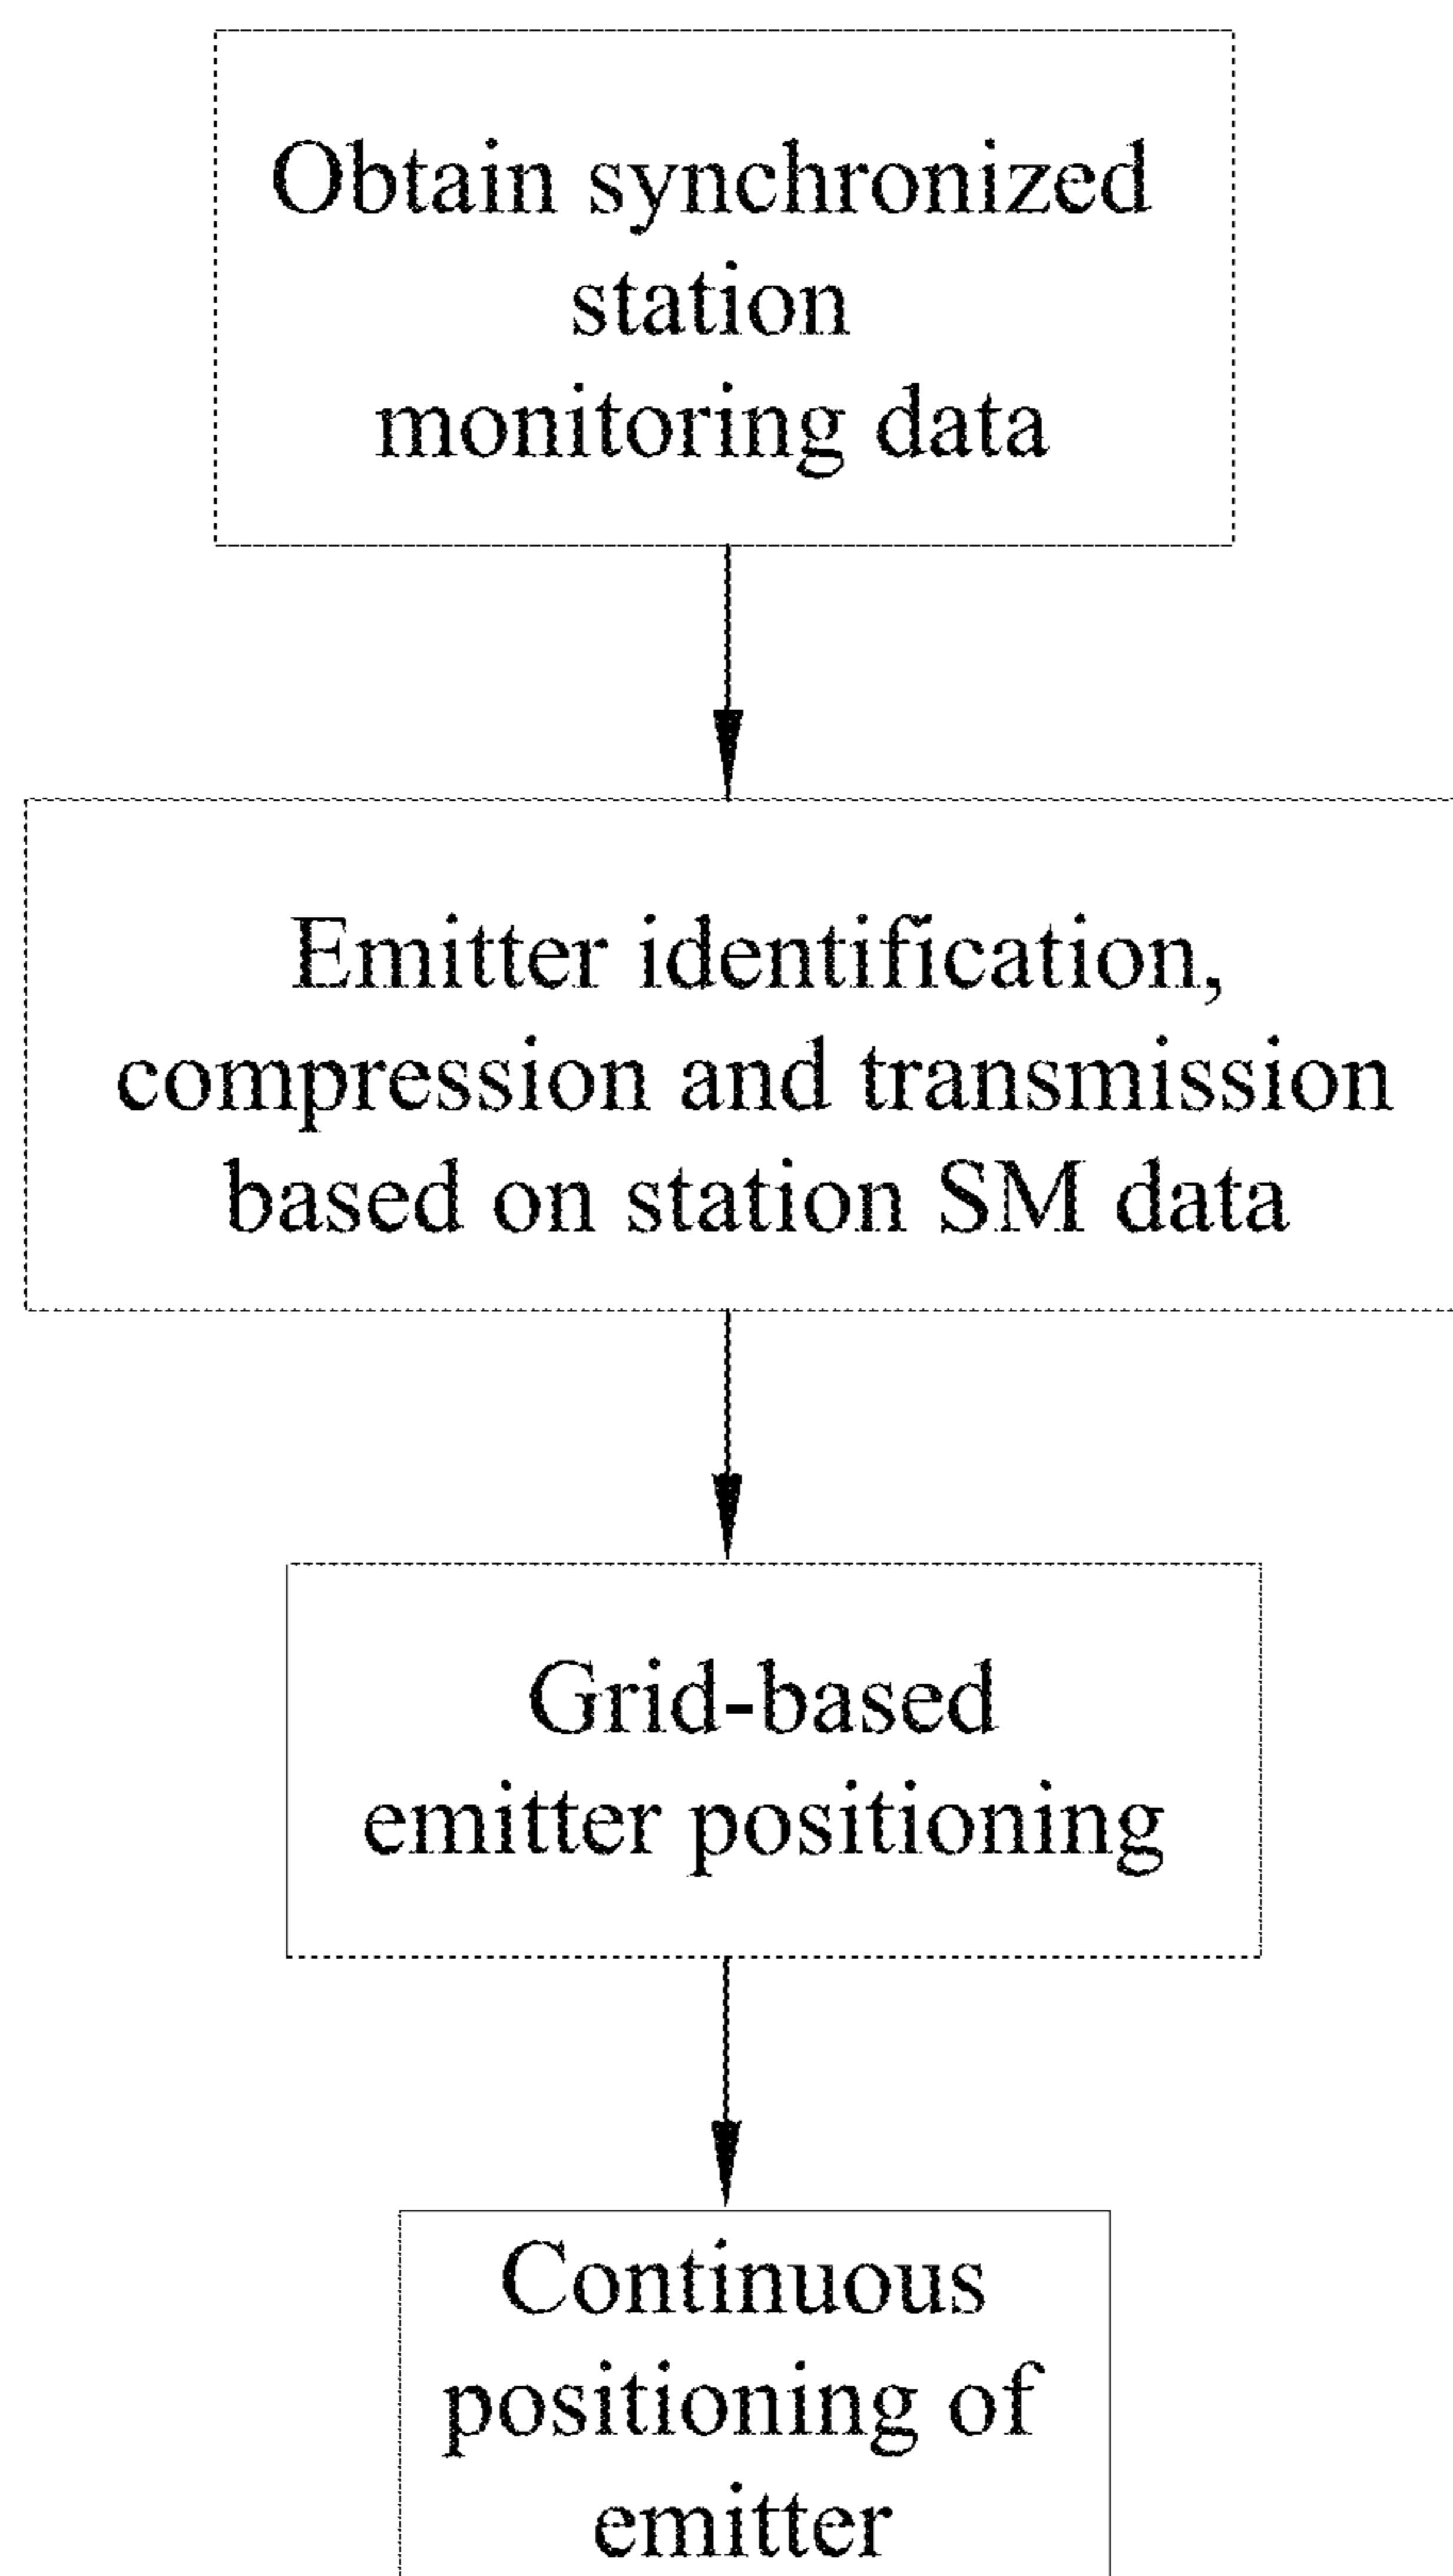 Obtain synchronized
station
monitoring data
Emitter identification,
compression and transmission
based on station SM data
Grid-based
emitter positioning
Continuous
positioning of
emitter